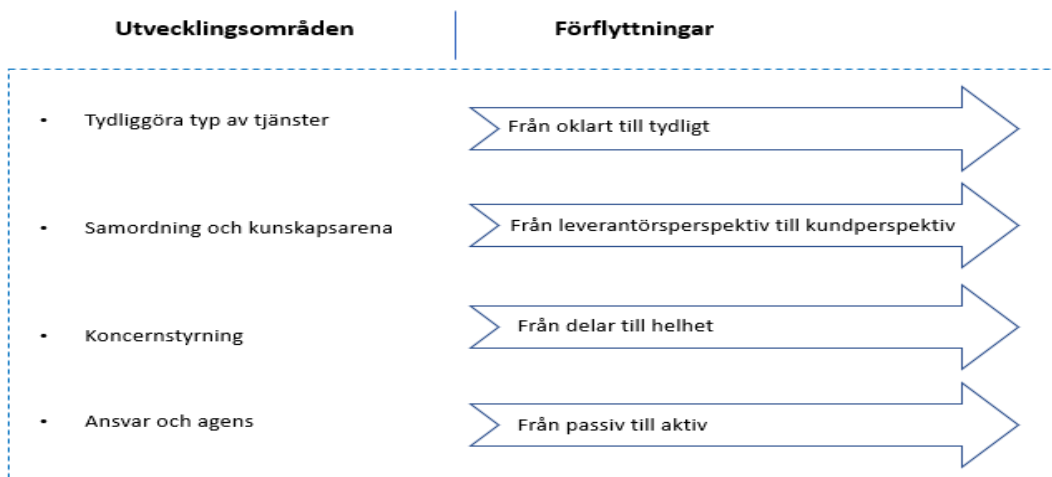 Utvecklingsområden Förflyttningar
• Tydliggöra typ av tjänster Från oklart till tydligt
• Samordning och kunskapsarena Från leverantörsperspektiv till kundperspektiv
• Koncernstyrning Från delar till helhet
• Ansvar och agens Från passiv till aktiv